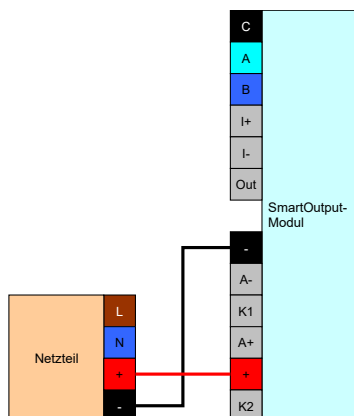 C
A
B
I+
I-
Out
SmartOutput-
Modul
-
A-
K1
A+
+
K2
Netzteil
L
N
+
-